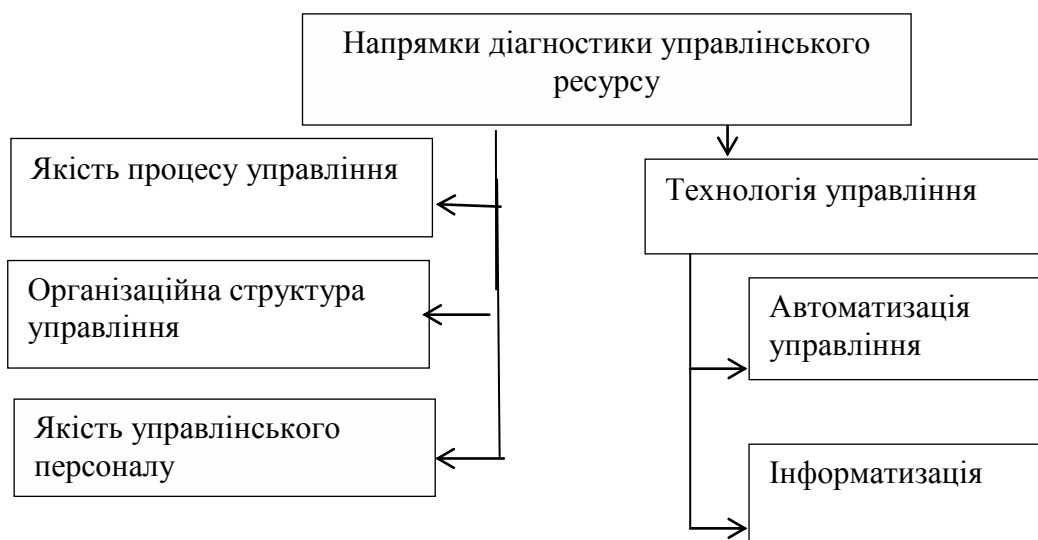 Напрямки діагностики управлінського
ресурсу
Якість процесу управління
Технологія управління
Організаційна структура
управління
Автоматизація
управління
Якість управлінського
персоналу
Інформатизація